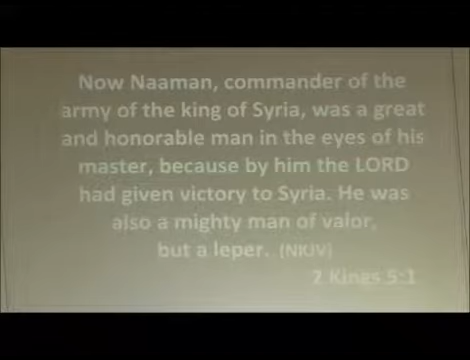 Now Naaman, commander of the
army of the king of Syria, was a great
and honorable man in the eyes of his
master, because by him the LORD
had given victory to Syria. He was
also a mighty man of valor,
but a leper. (NKJV)
2 Kings 5:1